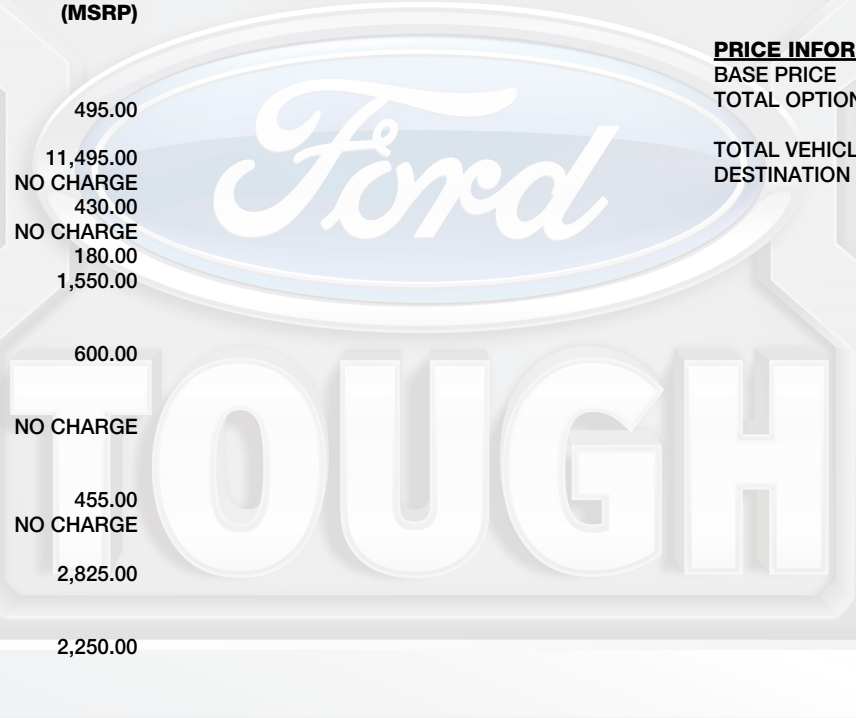 (MSRP)
495.00
11,495.00
NO CHARGE
430.00
NO CHARGE
180.00
1,550.00
600.00
NO CHARGE
455.00
NO CHARGE
2,825.00
2,250.00
PRICE INFOR
BASE PRICE
TOTAL OPTION
TOTAL VEHICL
DESTINATION
Ford
TOUGH